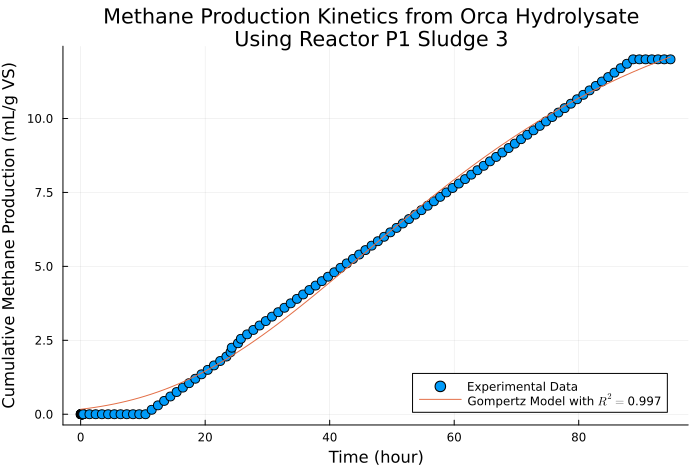 Methane Production Kinetics from Orca Hydrolysate
Using Reactor P1 Sludge 3
Cumulative Methane Production (mL/g VS)
10.0
7.5
5.0
2.5
0.0
Experimental Data
Gompertz Model with R² = 0.997
0 20 40 60 80
Time (hour)